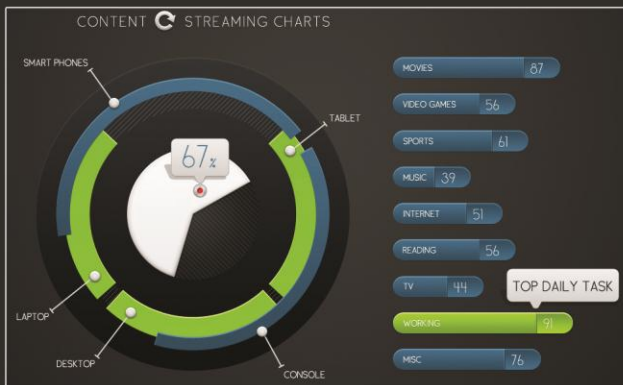 CONTENT STREAMING CHARTS
SMART PHONES
TABLET
67%
LAPTOP
DESKTOP
CONSOLE
MOVIES 87
VIDEO GAMES 56
SPORTS 61
MUSIC 39
INTERNET 51
READING 56
TV 44
TOP DAILY TASK
WORKING 91
MISC 76